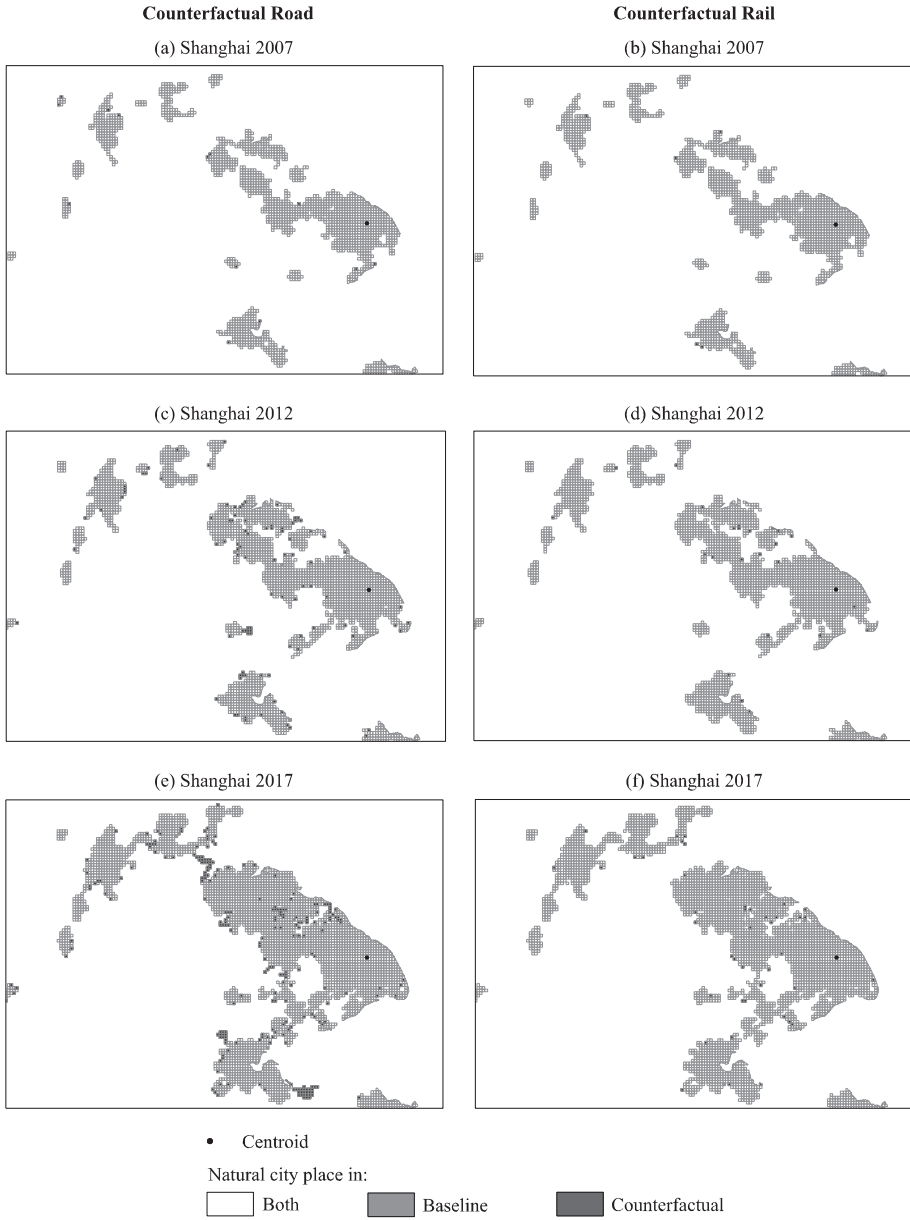 Counterfactual Road
Counterfactual Rail
(a) Shanghai 2007
(b) Shanghai 2007
(c) Shanghai 2012
(d) Shanghai 2012
(e) Shanghai 2017
(f) Shanghai 2017
Centroid
Natural city place in:
Both
Baseline
Counterfactual